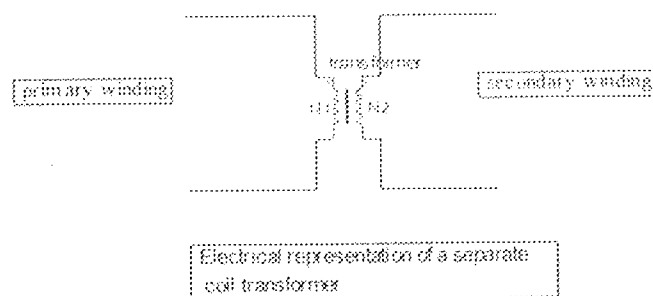 transformer
primary winding
secondary winding
N1 N2
Electrical representation of a separate
coil transformer